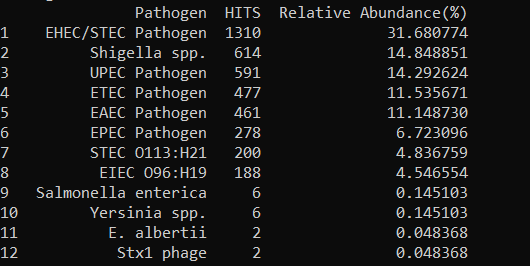 Pathogen HITS Relative Abundance(%)
1 EHEC/STEC Pathogen 1310 31.680774
2 Shigella spp. 614 14.848851
3 UPEC Pathogen 591 14.292624
4 ETEC Pathogen 477 11.535671
5 EAEC Pathogen 461 11.148730
6 EPEC Pathogen 278 6.723096
7 STEC O113:H21 200 4.836759
8 EIEC O96:H19 188 4.546554
9 Salmonella enterica 6 0.145103
10 Yersinia spp. 6 0.145103
11 E. albertii 2 0.048368
12 Stx1 phage 2 0.048368